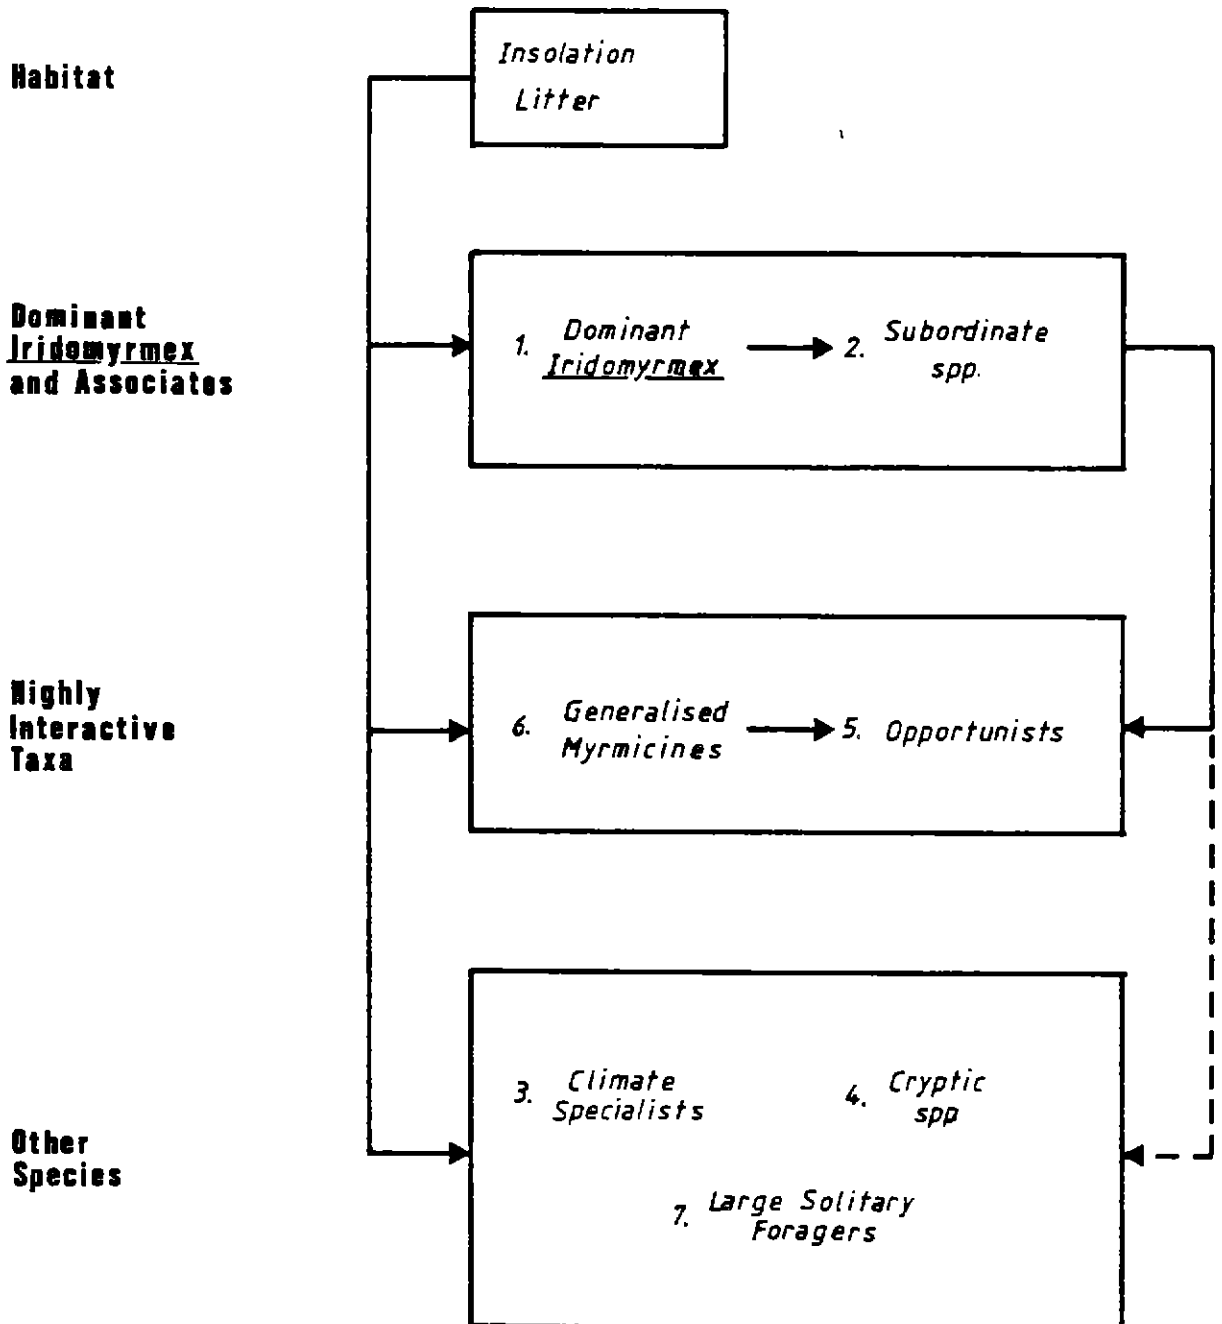 Habitat
Insolation
Litter
Dominant
Iridomyrmex
and Associates
1. Dominant
Iridomyrmex
2. Subordinate
spp.
Highly
Interactive
Taxa
6. Generalised
Myrmicines
5. Opportunists
Other
Species
3. Climate
Specialists
4. Cryptic
spp
7. Large Solitary
Foragers